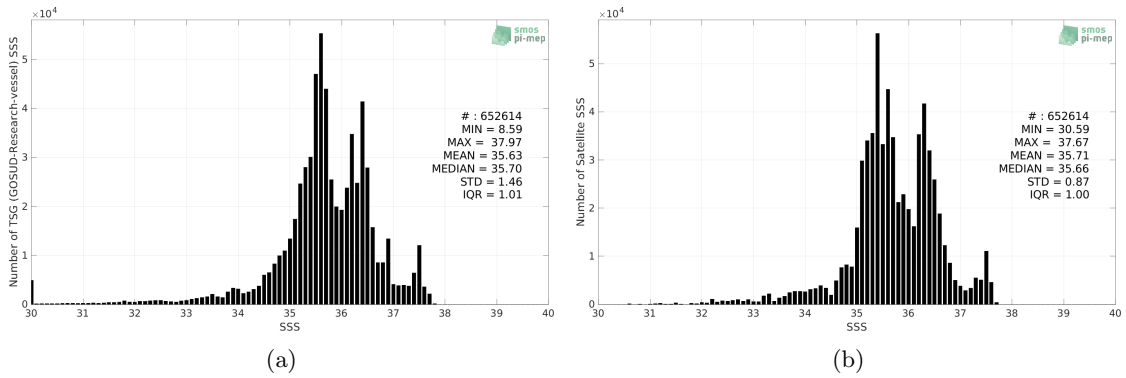 ×10⁴
smos
pi-mep
5
4
3
2
1
0
Number of TSG (GOSUD-Research-vessel) SSS
# : 652614
MIN = 8.59
MAX = 37.97
MEAN = 35.63
MEDIAN = 35.70
STD = 1.46
IQR = 1.01
30 31 32 33 34 35 36 37 38 39 40
SSS
(a)
×10⁴
smos
pi-mep
5
4
3
2
1
0
Number of Satellite SSS
# : 652614
MIN = 30.59
MAX = 37.67
MEAN = 35.71
MEDIAN = 35.66
STD = 0.87
IQR = 1.00
30 31 32 33 34 35 36 37 38 39 40
SSS
(b)